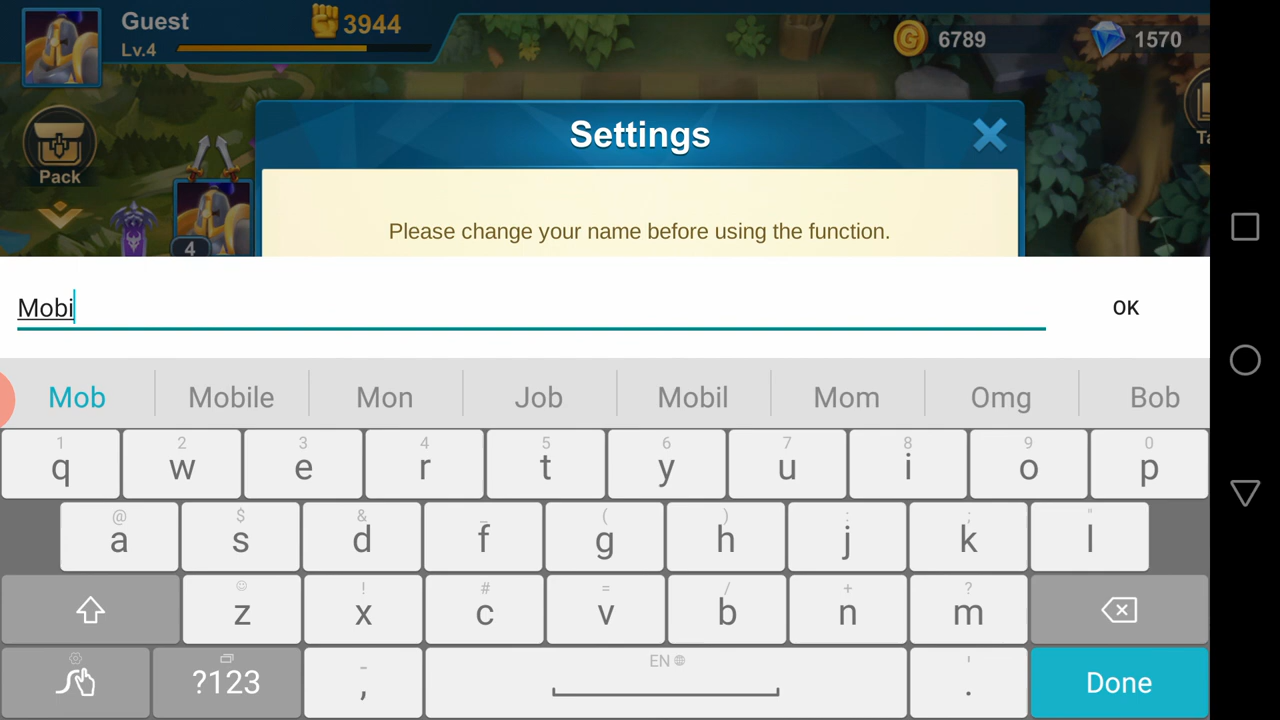 Guest
3944
Lv.4
6789
1570
Settings
Pack
Please change your name before using the function.
4
Mobi
OK
Mob Mobile Mon Job Mobil Mom Omg Bob
1 2 3 4 5 6 7 8 9 0
q w e r t y u i o p
@ $ & _ ( ) : ; "
a s d f g h j k l
! # = / + ?
z x c v b n m
EN
?123 , - . ' Done